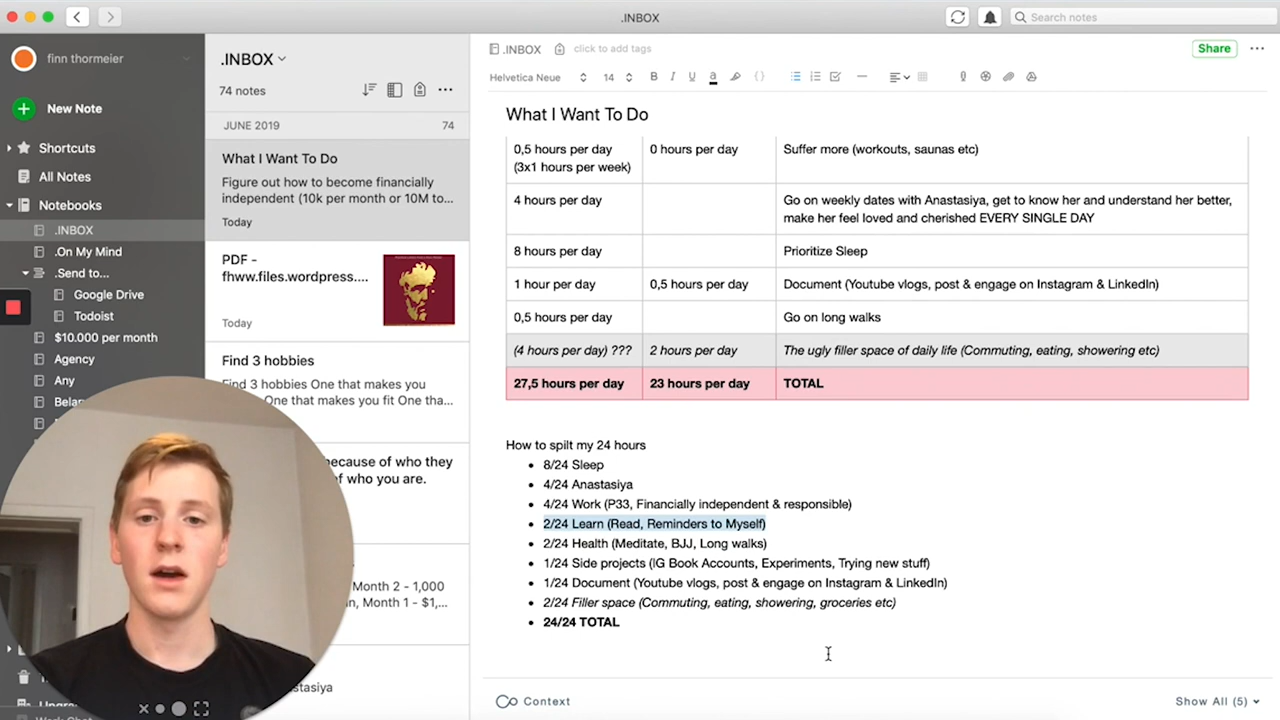 .INBOX
Search notes
finn thormeier
New Note
Shortcuts
All Notes
Notebooks
.INBOX
.On My Mind
.Send to...
Google Drive
Todoist
$10.000 per month
Agency
Any
.INBOX
74 notes
JUNE 2019
74
What I Want To Do
Figure out how to become financially
independent (10k per month or 10M to...
Today
PDF -
fhww.files.wordpress....
Today
Find 3 hobbies
Find 3 hobbies One that makes you
One that makes you fit One tha...
because of who they
of who you are.
Month 2 - 1,000
Month 1 - $1,...
.INBOX
click to add tags
Share
Helvetica Neue
14
What I Want To Do
0,5 hours per day
(3x1 hours per week)
0 hours per day
Suffer more (workouts, saunas etc)
4 hours per day
Go on weekly dates with Anastasiya, get to know her and understand her better,
make her feel loved and cherished EVERY SINGLE DAY
8 hours per day
Prioritize Sleep
1 hour per day
0,5 hours per day
Document (Youtube vlogs, post & engage on Instagram & LinkedIn)
0,5 hours per day
Go on long walks
(4 hours per day) ???
2 hours per day
The ugly filler space of daily life (Commuting, eating, showering etc)
27,5 hours per day
23 hours per day
TOTAL
How to spilt my 24 hours
8/24 Sleep
4/24 Anastasiya
4/24 Work (P33, Financially independent & responsible)
2/24 Learn (Read, Reminders to Myself)
2/24 Health (Meditate, BJJ, Long walks)
1/24 Side projects (IG Book Accounts, Experiments, Trying new stuff)
1/24 Document (Youtube vlogs, post & engage on Instagram & LinkedIn)
2/24 Filler space (Commuting, eating, showering, groceries etc)
24/24 TOTAL
Context
Show All (5)